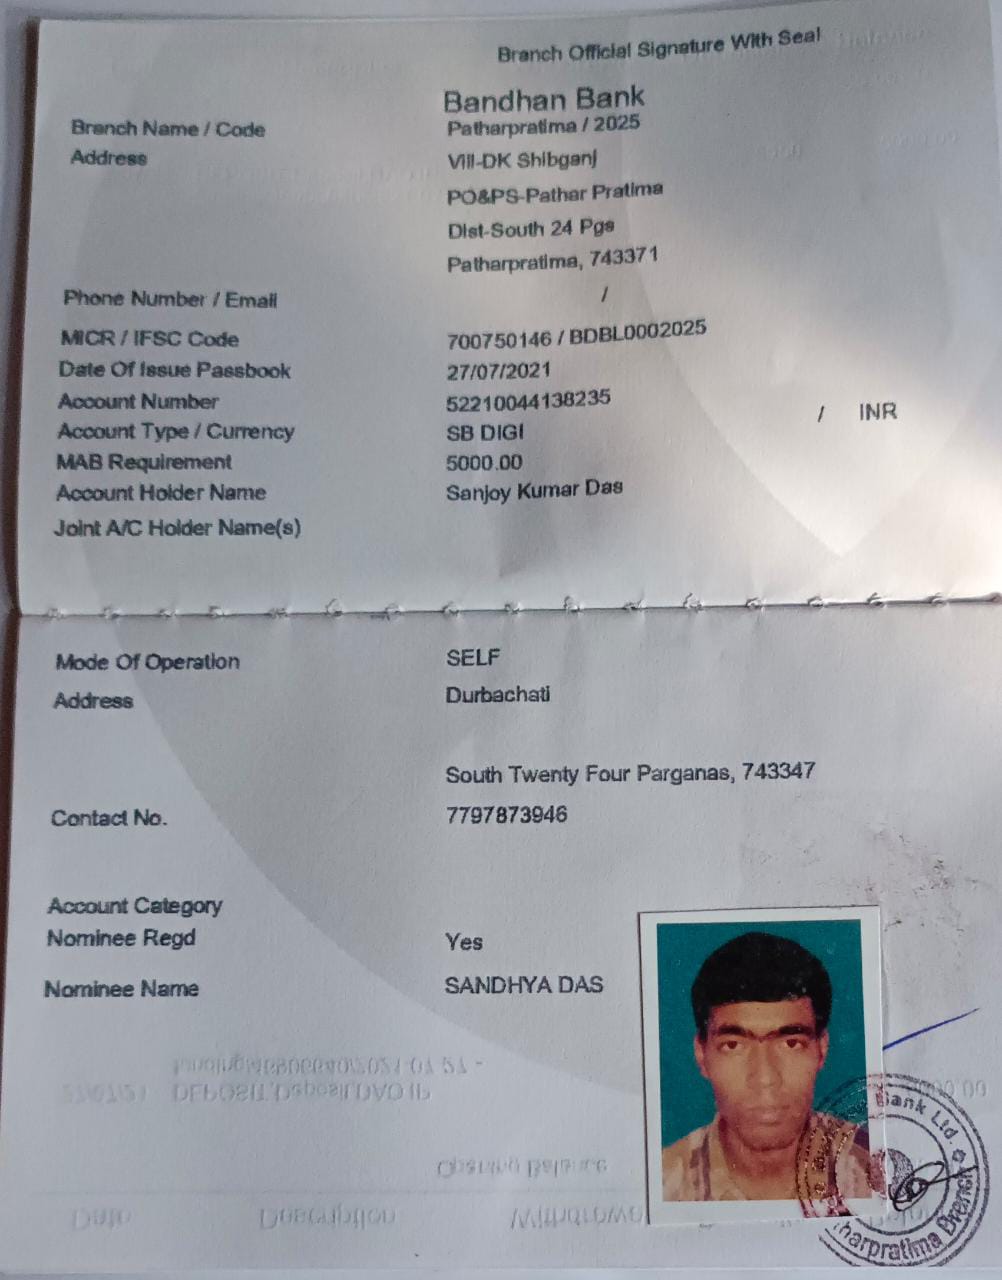 Branch Official Signature With Seal
Bandhan Bank
Branch Name / Code Patharpratima / 2025
Address Vill-DK Shibganj
PO&PS-Pathar Pratima
Dist-South 24 Pgs
Patharpratima, 743371
Phone Number / Email /
MICR / IFSC Code 700750146 / BDBL0002025
Date Of Issue Passbook 27/07/2021
Account Number 52210044138235
Account Type / Currency SB DIGI / INR
MAB Requirement 5000.00
Account Holder Name Sanjoy Kumar Das
Joint A/C Holder Name(s)
Mode Of Operation SELF
Address Durbachati
South Twenty Four Parganas, 743347
Contact No. 7797873946
Account Category
Nominee Regd Yes
Nominee Name SANDHYA DAS
Bank Ltd.
harpratima Branch